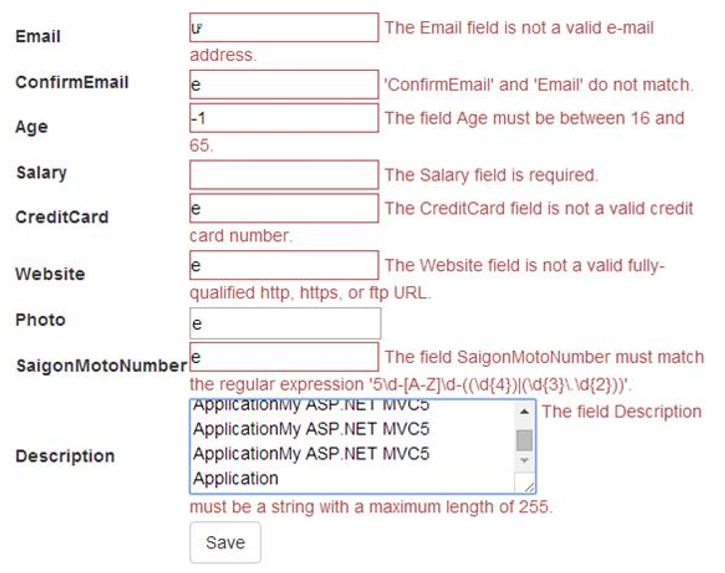 Email ư The Email field is not a valid e-mail
address.
ConfirmEmail e 'ConfirmEmail' and 'Email' do not match.
Age -1 The field Age must be between 16 and
65.
Salary The Salary field is required.
CreditCard e The CreditCard field is not a valid credit
card number.
Website e The Website field is not a valid fully-
qualified http, https, or ftp URL.
Photo e
SaigonMotoNumber e The field SaigonMotoNumber must match
the regular expression '5\d-[A-Z]\d-((\d{4})|(\d{3}\.\d{2}))'.
ApplicationMy ASP.NET MVC5 The field Description
ApplicationMy ASP.NET MVC5
Description ApplicationMy ASP.NET MVC5
Application
must be a string with a maximum length of 255.
Save